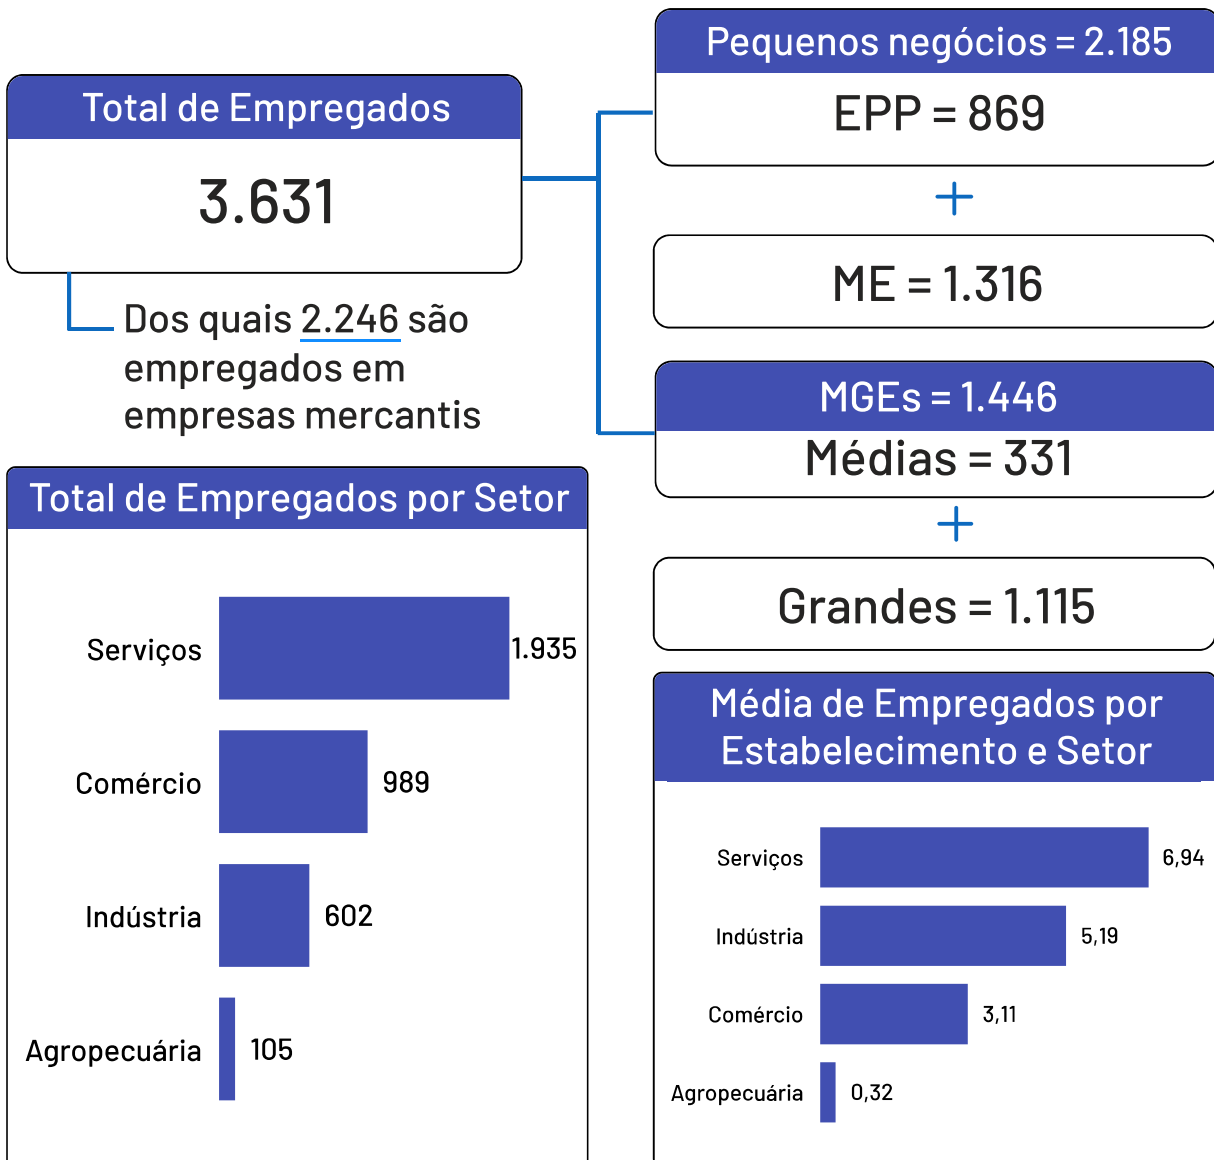 Total de Empregados
3.631
Dos quais 2.246 são
empregados em
empresas mercantis
Pequenos negócios = 2.185
EPP = 869
+
ME = 1.316
MGEs = 1.446
Médias = 331
+
Grandes = 1.115
Total de Empregados por Setor
Serviços 1.935
Comércio 989
Indústria 602
Agropecuária 105
Média de Empregados por
Estabelecimento e Setor
Serviços 6,94
Indústria 5,19
Comércio 3,11
Agropecuária 0,32